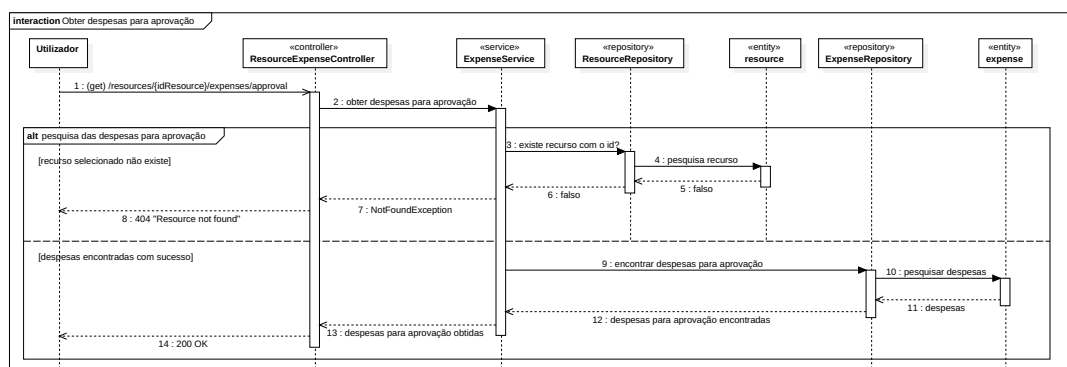 interaction Obter despesas para aprovação
Utilizador
«controller»
ResourceExpenseController
«service»
ExpenseService
«repository»
ResourceRepository
«entity»
resource
«repository»
ExpenseRepository
«entity»
expense
1 : (get) /resources/{idResource}/expenses/approval
2 : obter despesas para aprovação
alt pesquisa das despesas para aprovação
[recurso selecionado não existe]
3 : existe recurso com o id?
4 : pesquisa recurso
5 : falso
6 : falso
7 : NotFoundException
8 : 404 "Resource not found"
[despesas encontradas com sucesso]
9 : encontrar despesas para aprovação
10 : pesquisar despesas
11 : despesas
12 : despesas para aprovação encontradas
13 : despesas para aprovação obtidas
14 : 200 OK